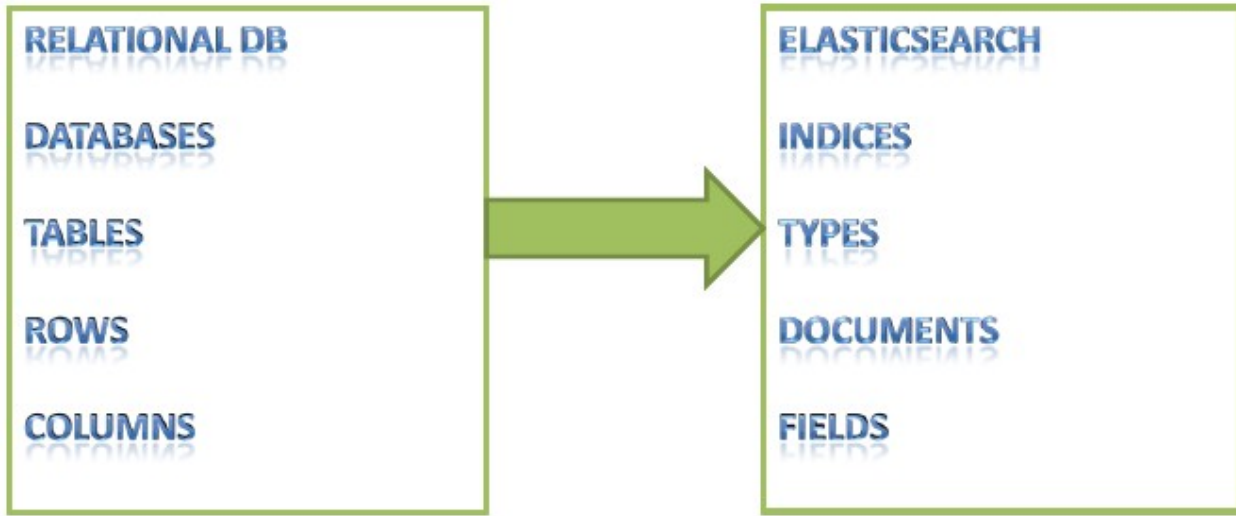 RELATIONAL DB
DATABASES
TABLES
ROWS
COLUMNS
ELASTICSEARCH
INDICES
TYPES
DOCUMENTS
FIELDS